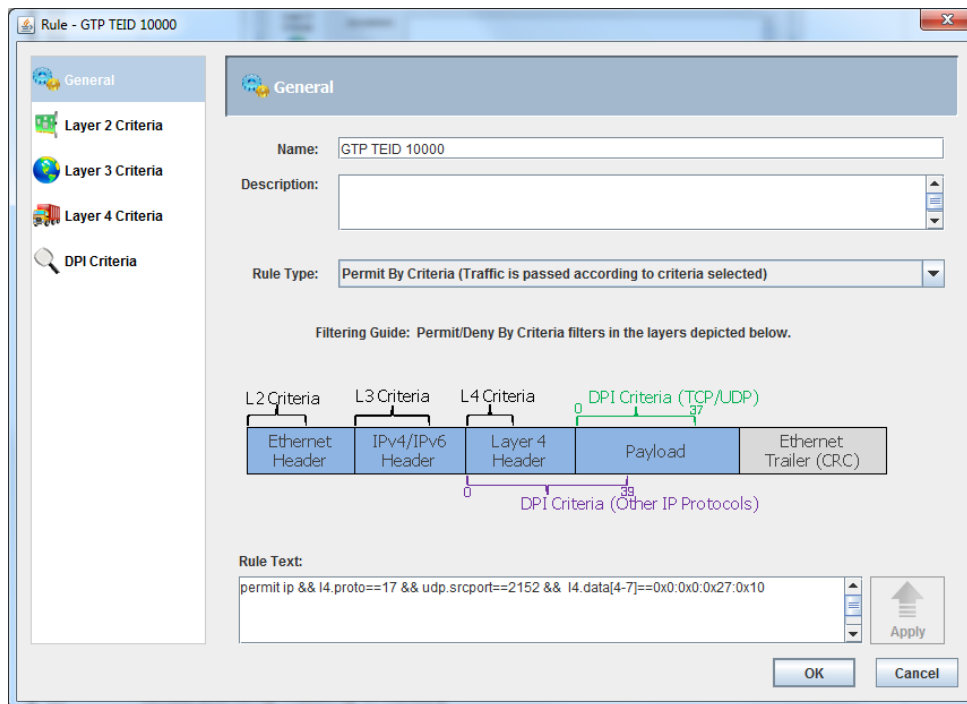 Rule - GTP TEID 10000
General
Layer 2 Criteria
Layer 3 Criteria
Layer 4 Criteria
DPI Criteria
General
Name: GTP TEID 10000
Description:
Rule Type: Permit By Criteria (Traffic is passed according to criteria selected)
Filtering Guide: Permit/Deny By Criteria filters in the layers depicted below.
L2 Criteria L3 Criteria L4 Criteria DPI Criteria (TCP/UDP)
0 37
Ethernet Header IPv4/IPv6 Header Layer 4 Header Payload Ethernet Trailer (CRC)
0 39
DPI Criteria (Other IP Protocols)
Rule Text:
permit ip && l4.proto==17 && udp.srcport==2152 && l4.data[4-7]==0x0:0x0:0x27:0x10
Apply
OK Cancel